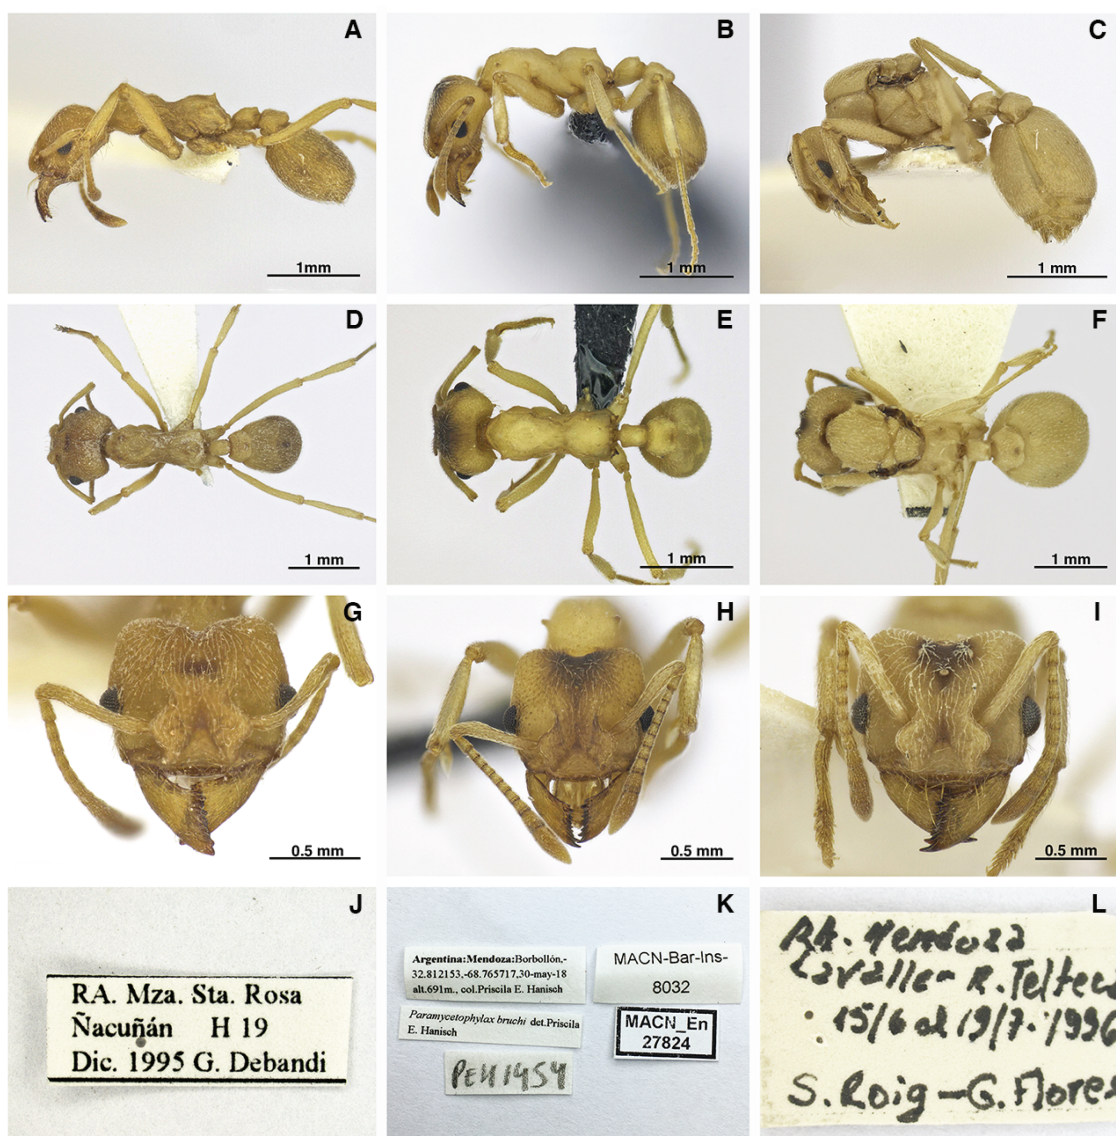 A
1mm
B
1 mm
C
1 mm
D
1 mm
E
1 mm
F
1 mm
G
0.5 mm
H
0.5 mm
I
0.5 mm
J
RA. Mza. Sta. Rosa
Ñacuñán H 19
Dic. 1995 G. Debandi
K
Argentina:Mendoza:Borbollón,-
32.812153,-68.765717,30-may-18
alt.691m., col.Priscila E. Hanisch
Paramycetophylax bruchi det.Priscila
E. Hanisch
PEH1454
MACN-Bar-Ins-
8032
MACN_En
27824
L
RA. Mendoza
Lavalle - R. Teltec
15/6 al 19/7. 1996
S. Roig - G. Flores